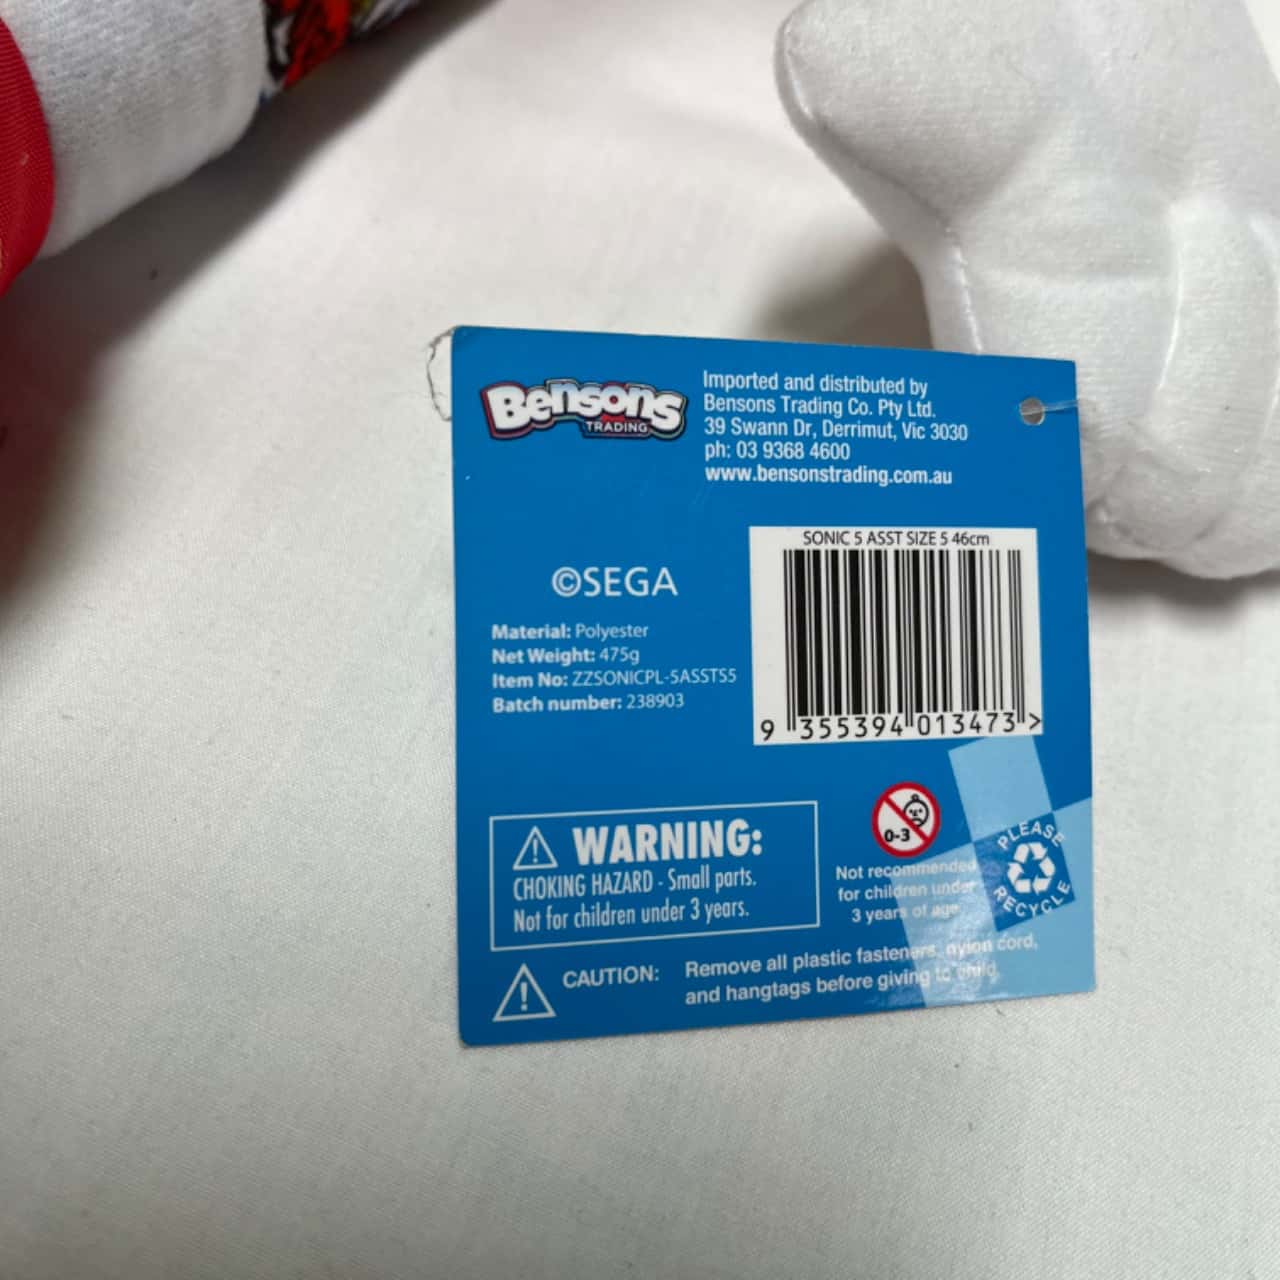 Bensons
TRADING
Imported and distributed by
Bensons Trading Co. Pty Ltd.
39 Swann Dr, Derrimut, Vic 3030
ph: 03 9368 4600
www.bensonstrading.com.au
SONIC 5 ASST SIZE 5 46cm
9 355394 013473 >
©SEGA
Material: Polyester
Net Weight: 475g
Item No: ZZSONICPL-5ASSTS5
Batch number: 238903
WARNING:
CHOKING HAZARD - Small parts.
Not for children under 3 years.
0-3
Not recommended
for children under
3 years of age
PLEASE
RECYCLE
CAUTION: Remove all plastic fasteners, nylon cord,
and hangtags before giving to child.